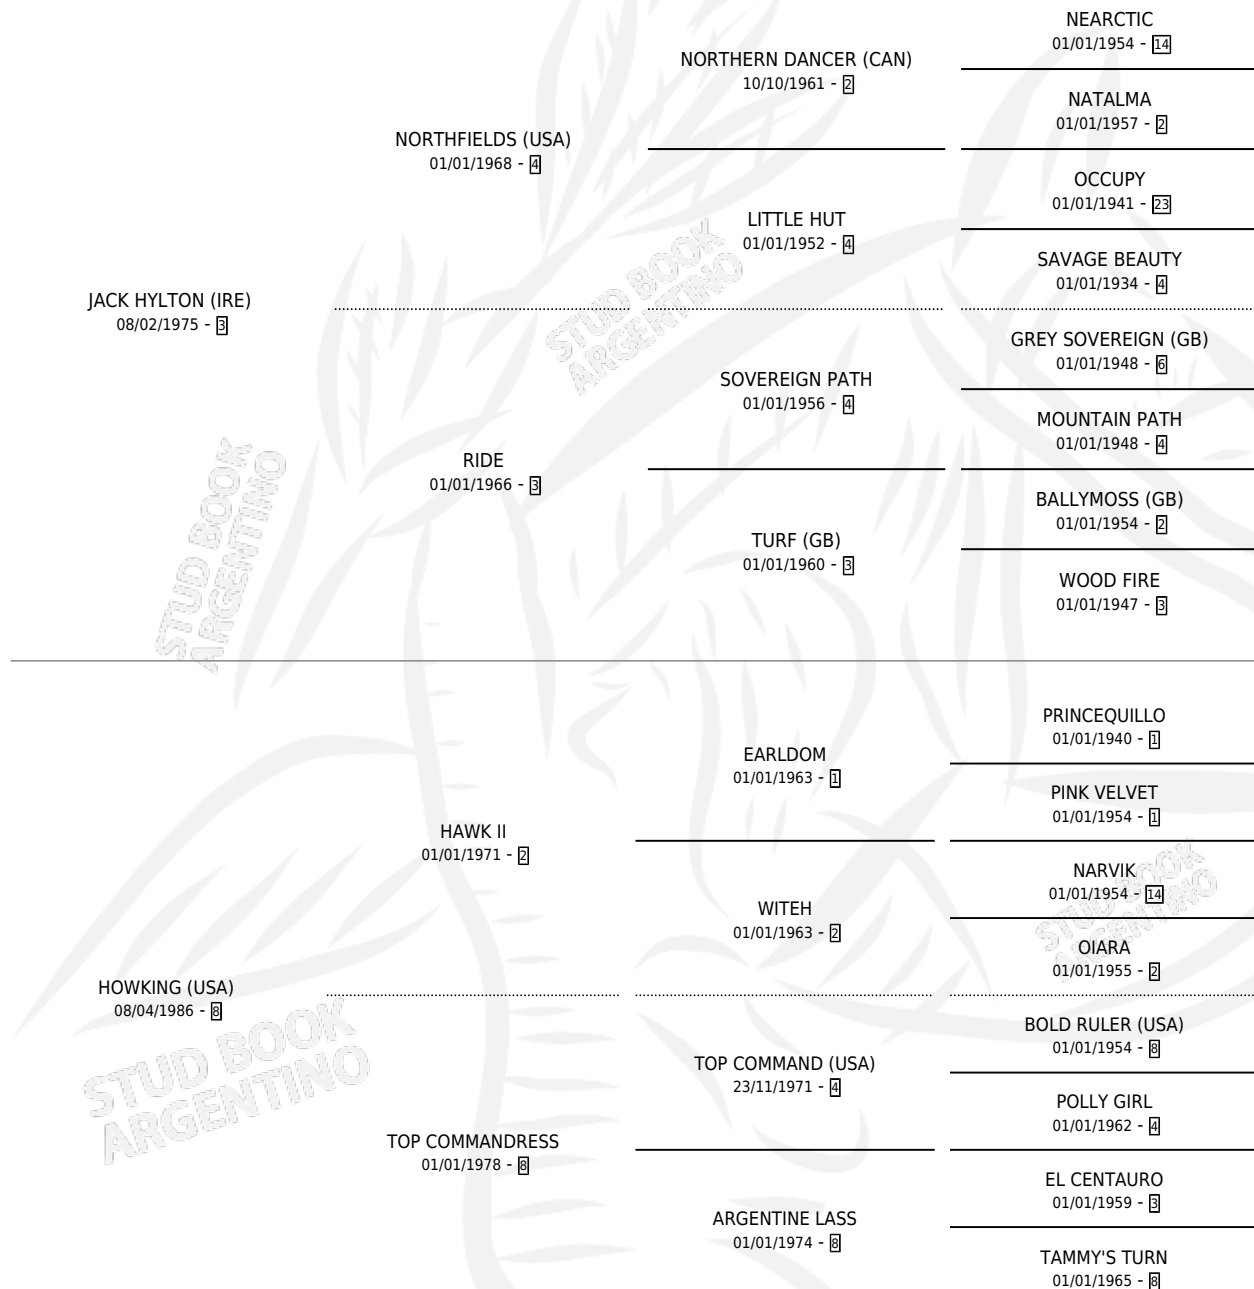 NEARCTIC
01/01/1954 - 14
NORTHERN DANCER (CAN)
10/10/1961 - 2
NATALMA
01/01/1957 - 2
NORTHFIELDS (USA)
01/01/1968 - 4
OCCUPY
01/01/1941 - 23
LITTLE HUT
01/01/1952 - 4
SAVAGE BEAUTY
01/01/1934 - 4
JACK HYLTON (IRE)
08/02/1975 - 3
GREY SOVEREIGN (GB)
01/01/1948 - 6
SOVEREIGN PATH
01/01/1956 - 4
MOUNTAIN PATH
01/01/1948 - 4
RIDE
01/01/1966 - 3
BALLYMOSS (GB)
01/01/1954 - 2
TURF (GB)
01/01/1960 - 3
WOOD FIRE
01/01/1947 - 3
PRINCEQUILLO
01/01/1940 - 1
EARLDOM
01/01/1963 - 1
PINK VELVET
01/01/1954 - 1
HAWK II
01/01/1971 - 2
NARVIK
01/01/1954 - 14
WITEH
01/01/1963 - 2
OIARA
01/01/1955 - 2
HOWKING (USA)
08/04/1986 - 8
BOLD RULER (USA)
01/01/1954 - 8
TOP COMMAND (USA)
23/11/1971 - 4
POLLY GIRL
01/01/1962 - 4
TOP COMMANDRESS
01/01/1978 - 8
EL CENTAURO
01/01/1959 - 3
ARGENTINE LASS
01/01/1974 - 8
TAMMY'S TURN
01/01/1965 - 8
STUD BOOK
ARGENTINO
STUD BOOK
ARGENTINO
STUD BOOK
ARGENTINO
STUD BOOK
ARGENTINO